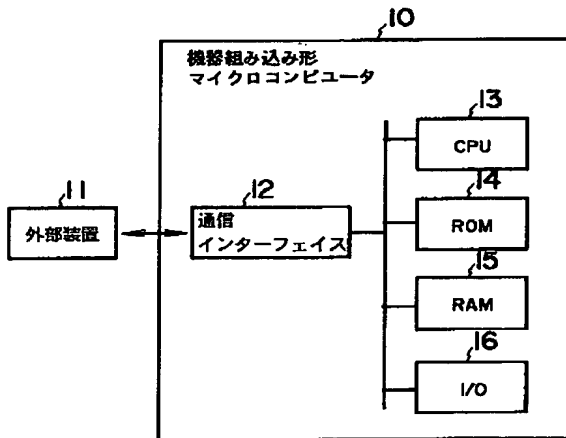 10
機器組み込み形
マイクロコンピュータ
13
CPU
11
外部装置
12
通信
インターフェイス
14
ROM
15
RAM
16
I/O